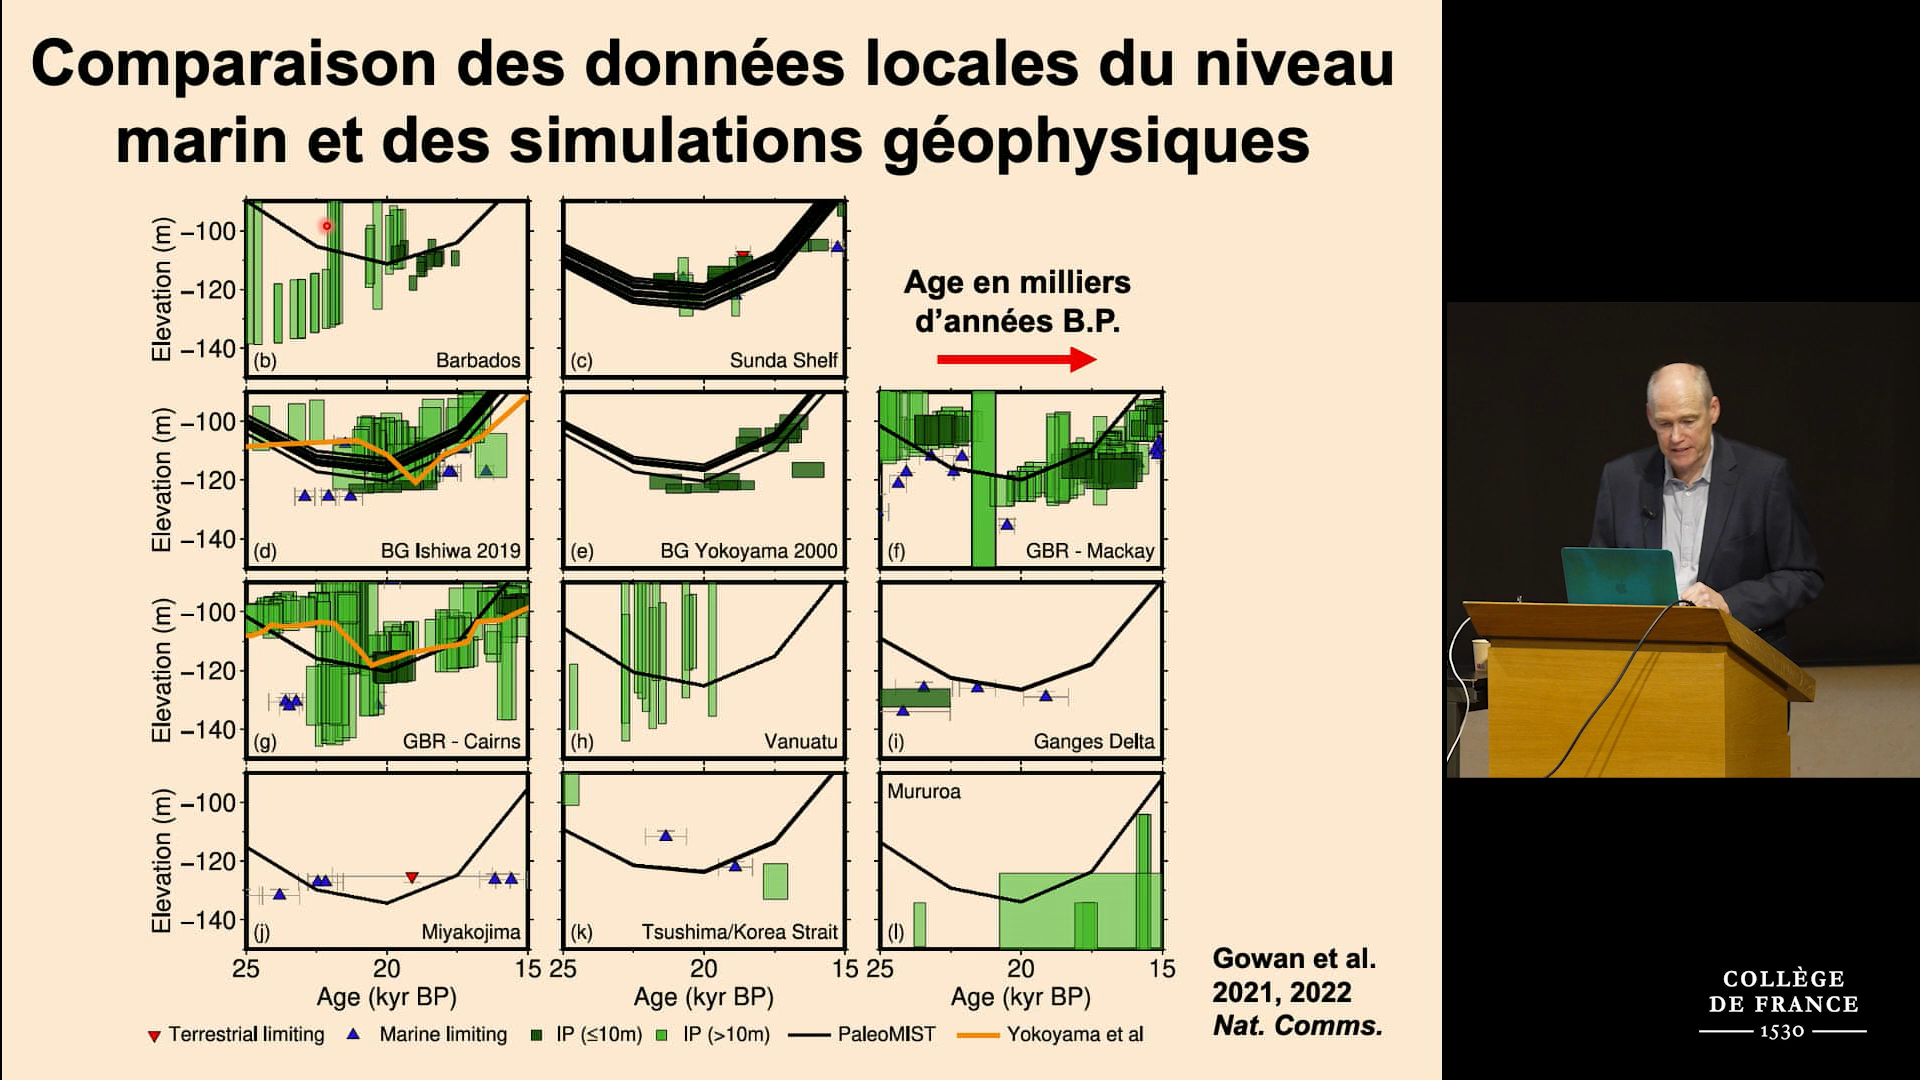 Comparaison des données locales du niveau
marin et des simulations géophysiques
Elevation (m)
−100
−120
−140
(b)
Barbados
(c)
Sunda Shelf
Age en milliers
d’années B.P.
Elevation (m)
−100
−120
−140
(d)
BG Ishiwa 2019
(e)
BG Yokoyama 2000
(f)
GBR - Mackay
Elevation (m)
−100
−120
−140
(g)
GBR - Cairns
(h)
Vanuatu
(i)
Ganges Delta
Elevation (m)
−100
−120
−140
(j)
Miyakojima
(k)
Tsushima/Korea Strait
Mururoa
(l)
25 20 15
25 20 15
25 20 15
Age (kyr BP)
Age (kyr BP)
Age (kyr BP)
Terrestrial limiting Marine limiting IP (≤10m) IP (>10m) PaleoMIST Yokoyama et al
Gowan et al.
2021, 2022
Nat. Comms.
COLLÈGE
DE FRANCE
1530